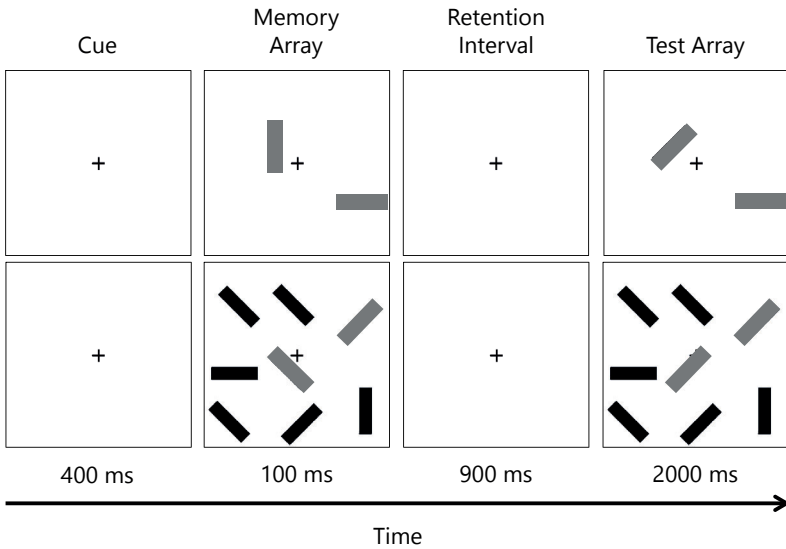 Cue
Memory
Array
Retention
Interval
Test Array
400 ms
100 ms
900 ms
2000 ms
Time